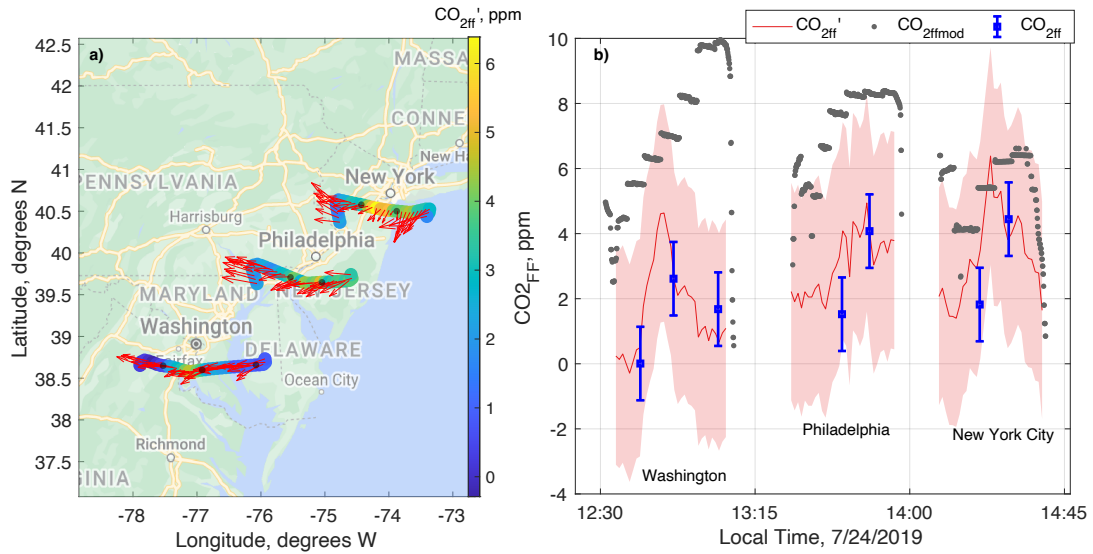 CO2ff', ppm
a)
42.5
42
41.5
41
40.5
40
39.5
39
38.5
38
37.5
Latitude, degrees N
-78
-77
-76
-75
-74
-73
Longitude, degrees W
6
5
4
3
2
1
0
MASSA
CONNE
New Ha
New York
PENNSYLVANIA
Harrisburg
Philadelphia
MARYLAND
NEW JERSEY
Washington
Fairfax
DELAWARE
Ocean City
Richmond
GINIA
CO2ff'
CO2ffmod
CO2ff
b)
10
8
6
4
2
0
-2
-4
CO2FF, ppm
Washington
Philadelphia
New York City
12:30
13:15
14:00
14:45
Local Time, 7/24/2019